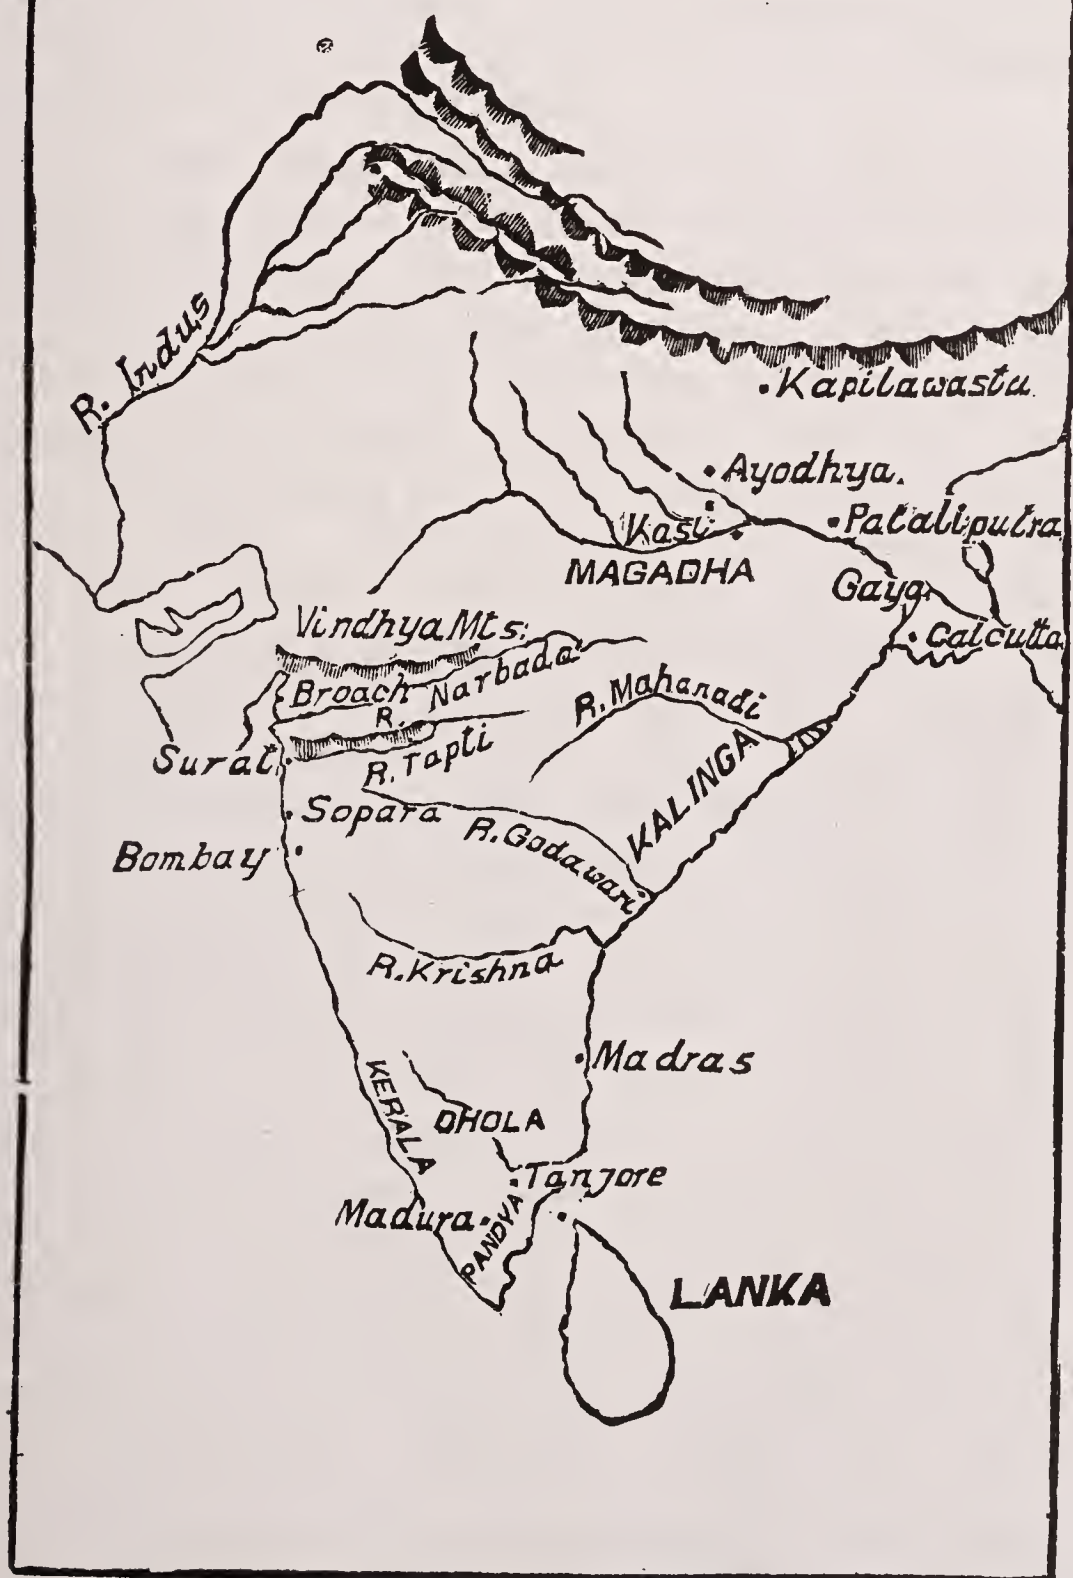 R. Indus
Kapilawastu
Ayodhya.
Kasi
Pataliputra
MAGADHA
Gaya
Calcutta
Vindhya Mts.
Broach
R. Narbada
R. Mahanadi
Surat
R. Tapti
KALINGA
Sopara
R. Godawari
Bombay
R. Krishna
Madras
KERALA
DHOLA
Tanjore
Madura
PANDYA
LANKA